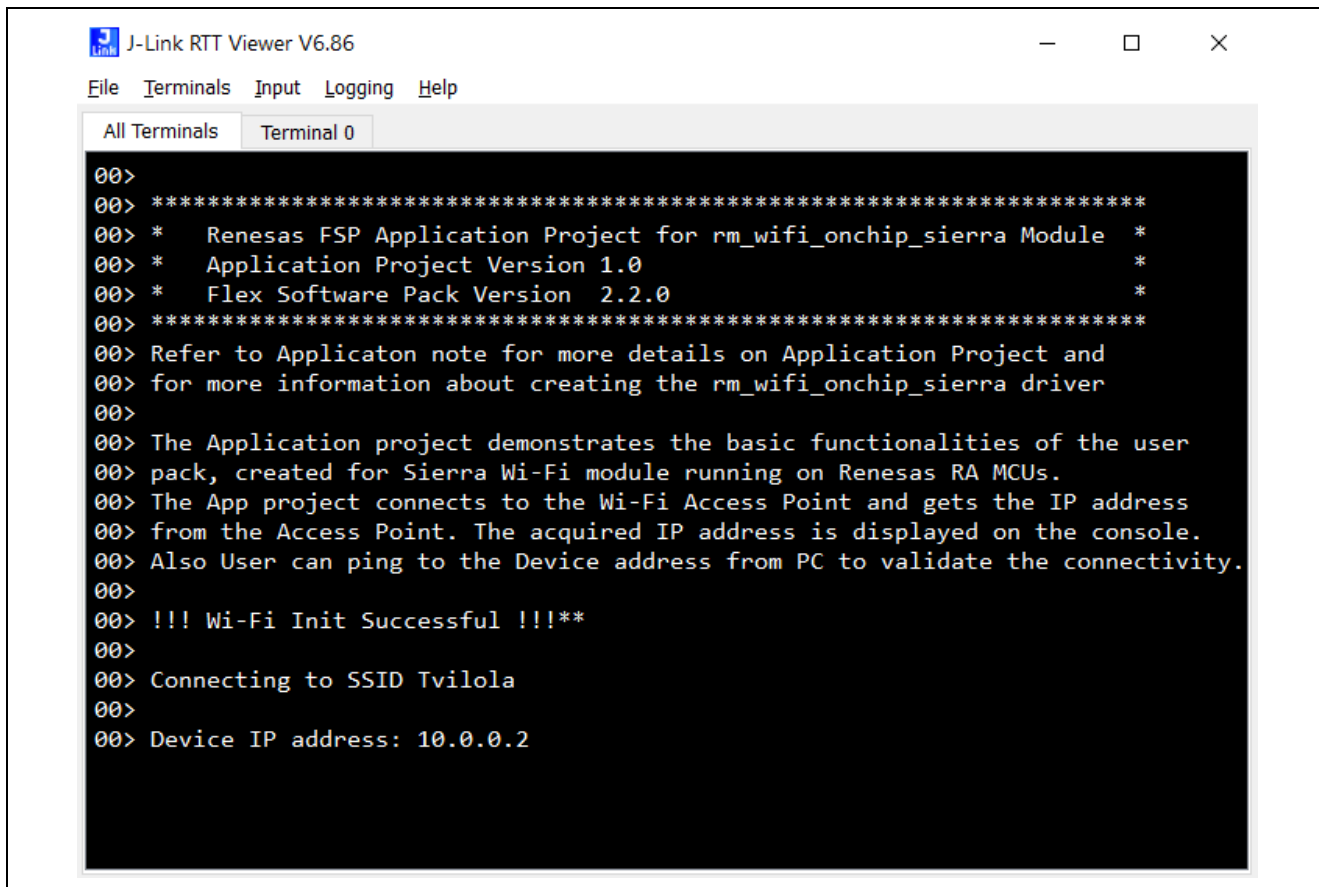 J-Link RTT Viewer V6.86
File Terminals Input Logging Help
All Terminals Terminal 0
00>
00> ***********************************************************************
00> *   Renesas FSP Application Project for rm_wifi_onchip_sierra Module  *
00> *   Application Project Version 1.0                                   *
00> *   Flex Software Pack Version  2.2.0                                 *
00> ***********************************************************************
00> Refer to Applicaton note for more details on Application Project and
00> for more information about creating the rm_wifi_onchip_sierra driver
00>
00> The Application project demonstrates the basic functionalities of the user
00> pack, created for Sierra Wi-Fi module running on Renesas RA MCUs.
00> The App project connects to the Wi-Fi Access Point and gets the IP address
00> from the Access Point. The acquired IP address is displayed on the console.
00> Also User can ping to the Device address from PC to validate the connectivity.
00>
00> !!! Wi-Fi Init Successful !!!**
00>
00> Connecting to SSID Tvilola
00>
00> Device IP address: 10.0.0.2